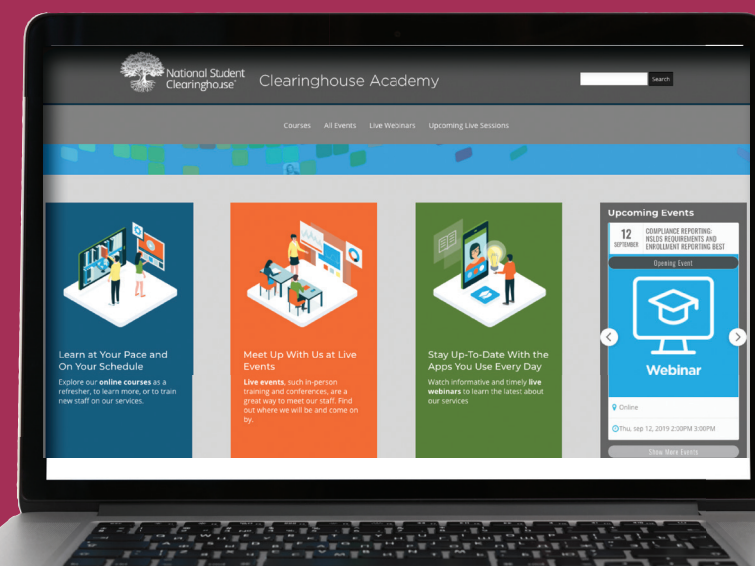 National Student
Clearinghouse®
Clearinghouse Academy
Search
Courses All Events Live Webinars Upcoming Live Sessions
Learn at Your Pace and
On Your Schedule
Explore our online courses as a
refresher, to learn more, or to train
new staff on our services.
Meet Up With Us at Live
Events
Live events, such in-person
training and conferences, are a
great way to meet our staff. Find
out where we will be and come on
by.
Stay Up-To-Date With the
Apps You Use Every Day
Watch informative and timely live
webinars to learn the latest about
our services
Upcoming Events
12
SEPTEMBER
COMPLIANCE REPORTING:
NSLDS REQUIREMENTS AND
ENROLLMENT REPORTING BEST
Opening Event
Webinar
Online
Thu, sep 12, 2019 2:00PM 3:00PM
Show More Events